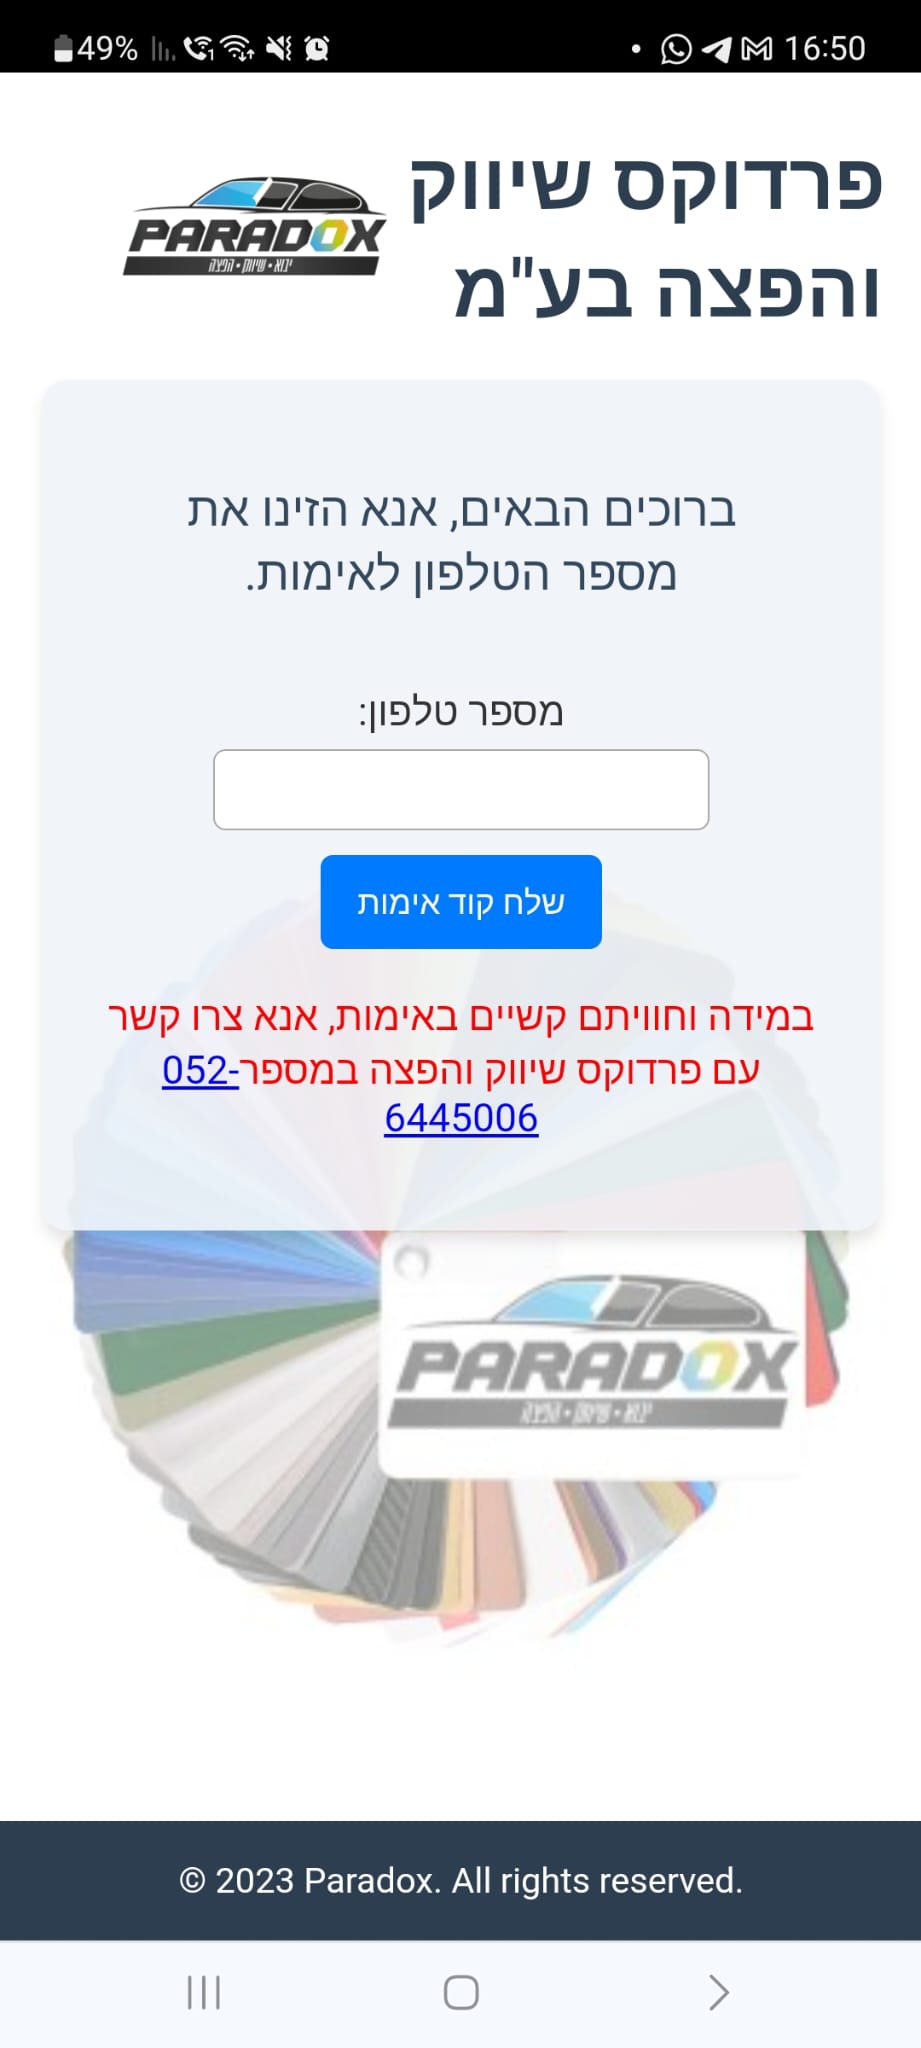 49%
16:50
פרדוקס שיווק
והפצה בע"מ
PARADOX
יבוא • שיווק • הפצה
ברוכים הבאים, אנא הזינו את
מספר הטלפון לאימות.
מספר טלפון:
שלח קוד אימות
במידה וחוויתם קשיים באימות, אנא צרו קשר
עם פרדוקס שיווק והפצה במספר052-
6445006
PARADOX
יבוא • שיווק • הפצה
© 2023 Paradox. All rights reserved.